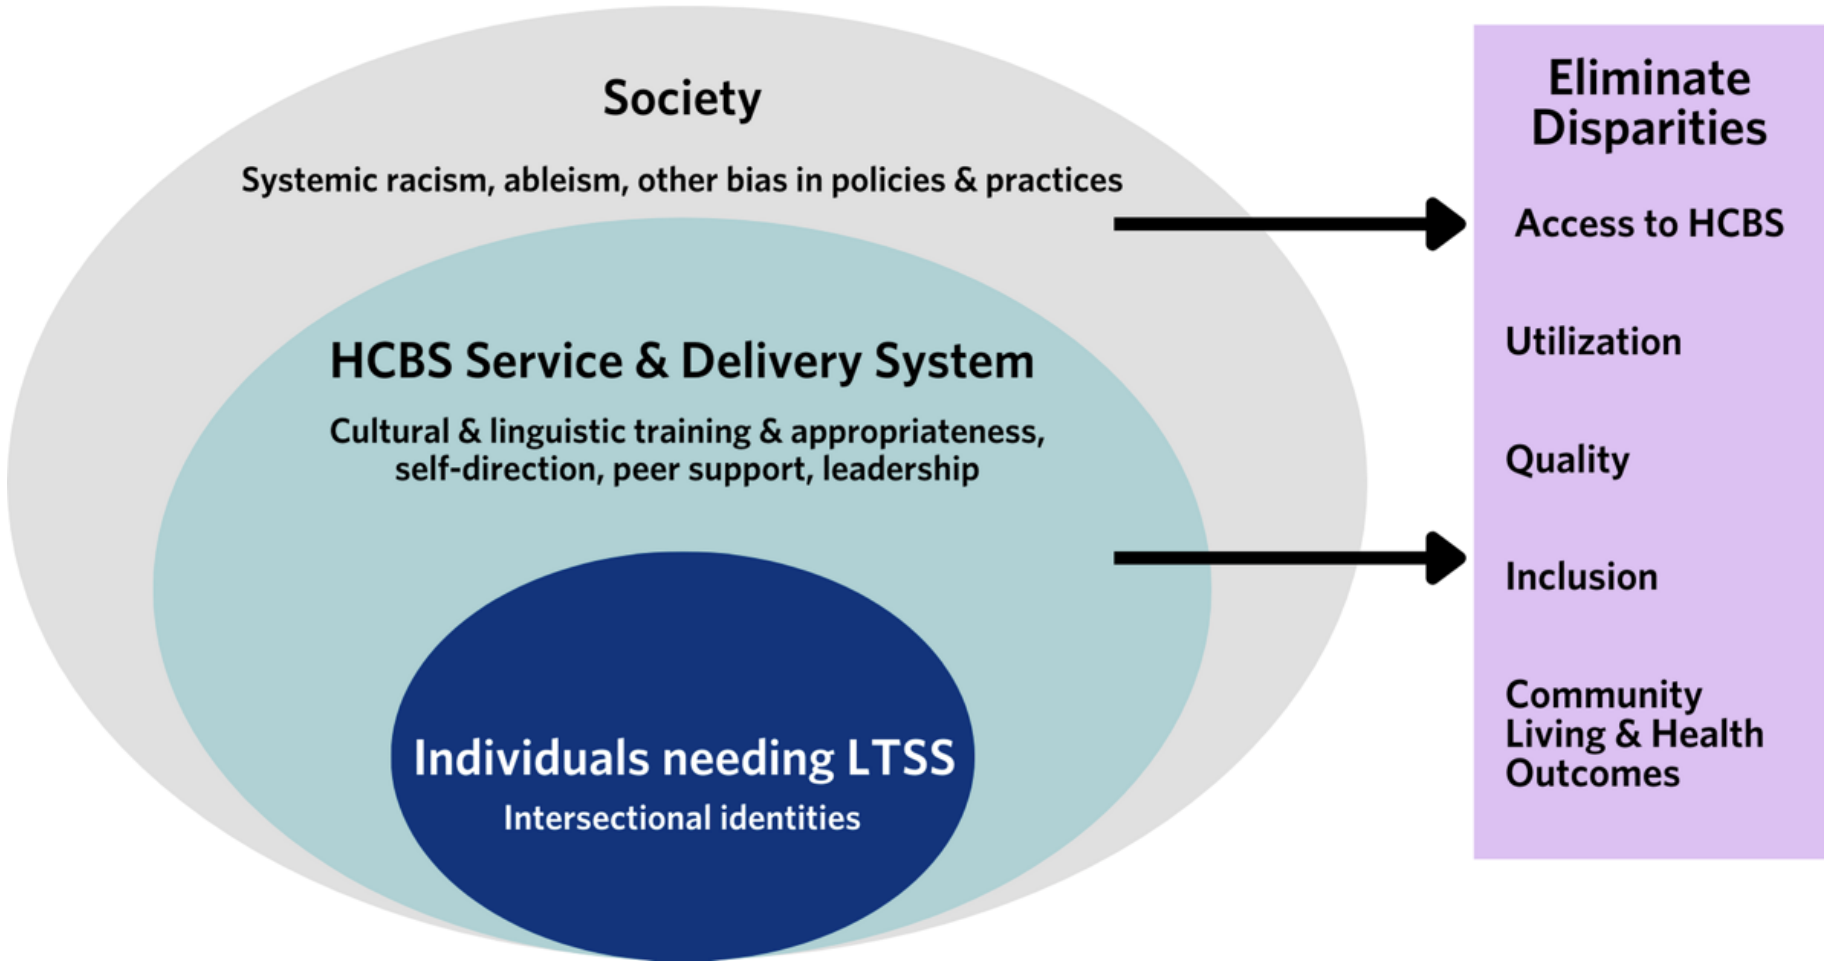 Society
Systemic racism, ableism, other bias in policies & practices
HCBS Service & Delivery System
Cultural & linguistic training & appropriateness,
self-direction, peer support, leadership
Individuals needing LTSS
Intersectional identities
Eliminate
Disparities
Access to HCBS
Utilization
Quality
Inclusion
Community
Living & Health
Outcomes